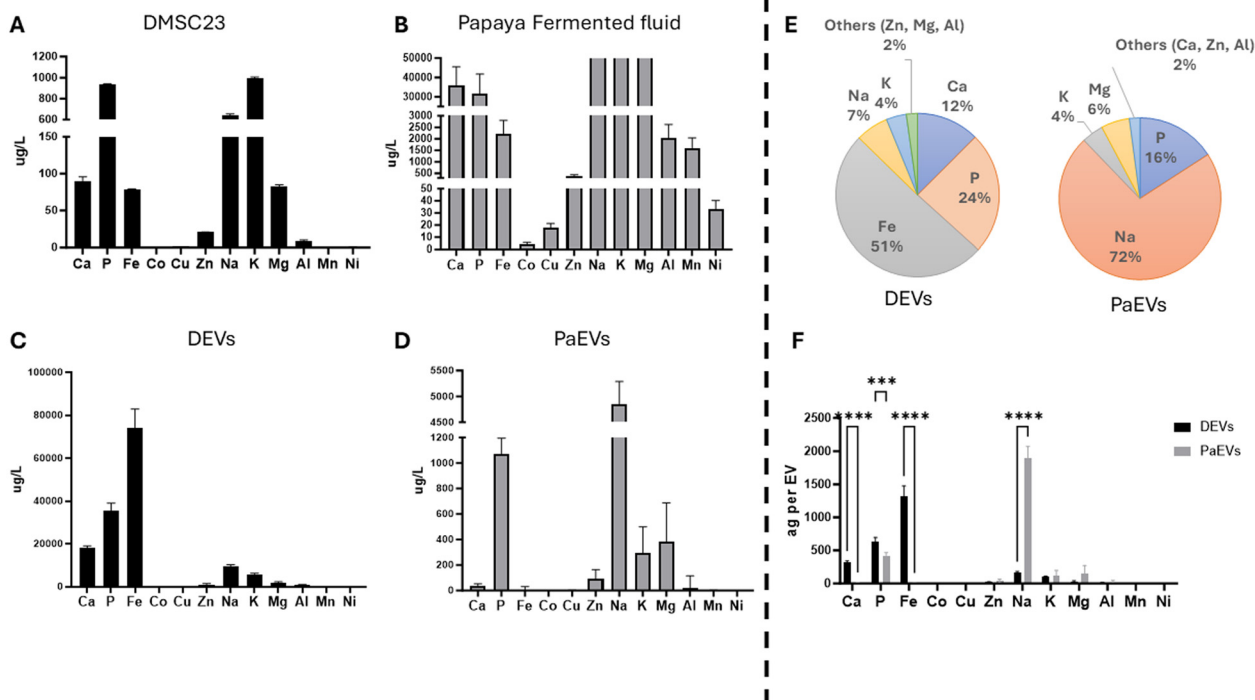 A
DMSC23
1200
1000
800
600
150
100
50
0
ug/L
Ca P Fe Co Cu Zn Na K Mg Al Mn Ni
B
Papaya Fermented fluid
50000
40000
30000
3000
2500
2000
1500
1000
500
50
40
30
20
10
0
ug/L
Ca P Fe Co Cu Zn Na K Mg Al Mn Ni
C
DEVs
100000
80000
60000
40000
20000
0
ug/L
Ca P Fe Co Cu Zn Na K Mg Al Mn Ni
D
PaEVs
5500
5000
4500
1200
1000
800
600
400
200
0
ug/L
Ca P Fe Co Cu Zn Na K Mg Al Mn Ni
E
Others (Zn, Mg, Al)
2%
Na
7%
K
4%
Ca
12%
P
24%
Fe
51%
DEVs
Others (Ca, Zn, Al)
2%
K
4%
Mg
6%
P
16%
Na
72%
PaEVs
F
***
**** **** ****
2500
2000
1500
1000
500
0
ag per EV
Ca P Fe Co Cu Zn Na K Mg Al Mn Ni
DEVs
PaEVs